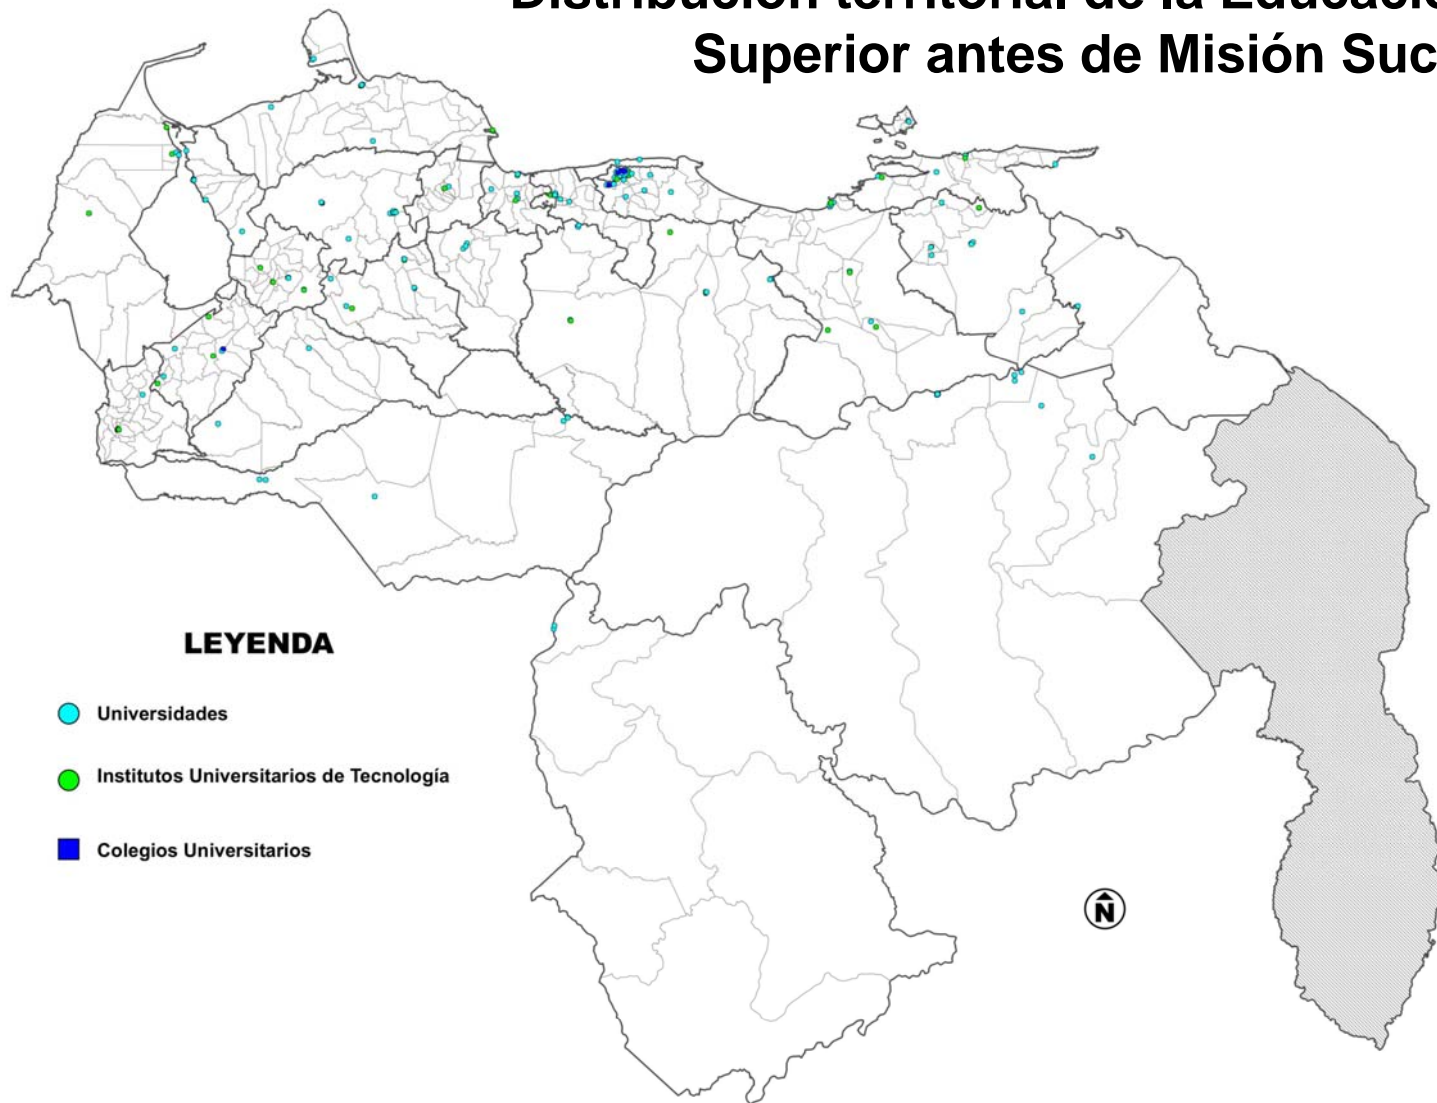 Superior antes de Misión Suc
LEYENDA
Universidades
Institutos Universitarios de Tecnología
Colegios Universitarios
N